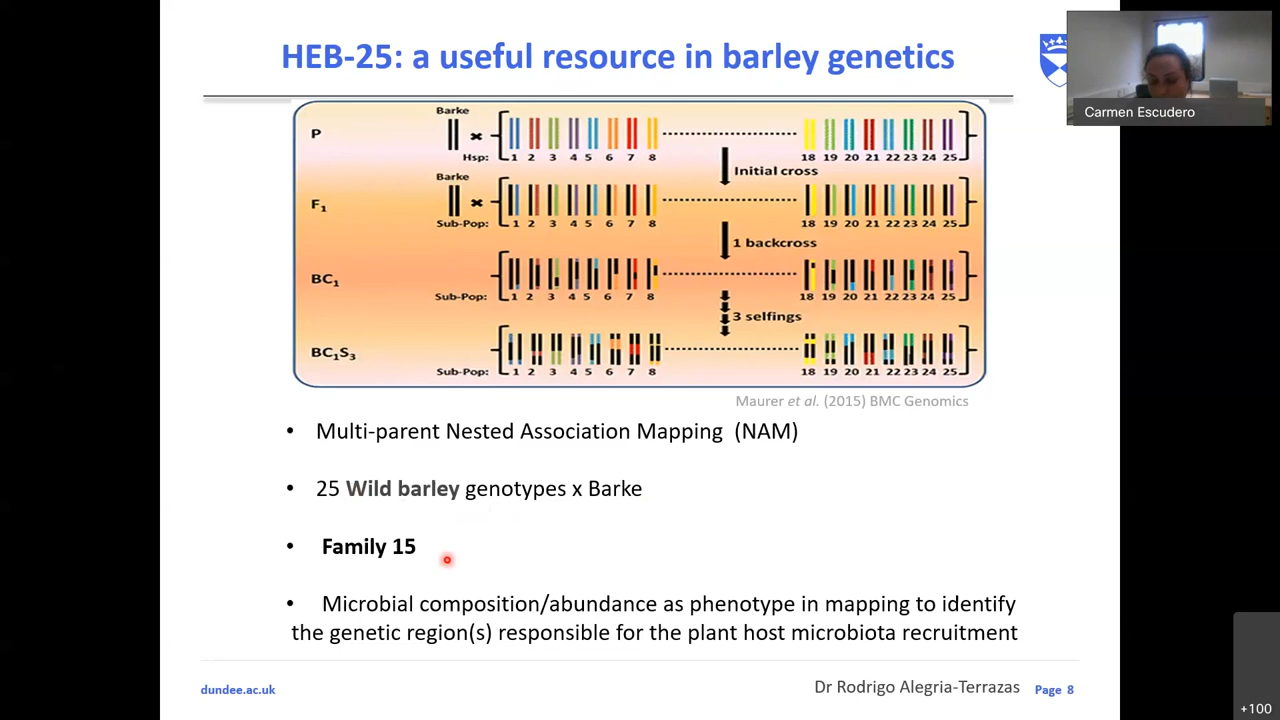 HEB-25: a useful resource in barley genetics
Carmen Escudero
Barke
P
Hsp: 1 2 3 4 5 6 7 8 18 19 20 21 22 23 24 25
Initial cross
Barke
F1
Sub-Pop: 1 2 3 4 5 6 7 8 18 19 20 21 22 23 24 25
1 backcross
BC1
Sub-Pop: 1 2 3 4 5 6 7 8 18 19 20 21 22 23 24 25
3 selfings
BC1S3
Sub-Pop: 1 2 3 4 5 6 7 8 18 19 20 21 22 23 24 25
Maurer et al. (2015) BMC Genomics
• Multi-parent Nested Association Mapping (NAM)
• 25 Wild barley genotypes x Barke
• Family 15
• Microbial composition/abundance as phenotype in mapping to identify
the genetic region(s) responsible for the plant host microbiota recruitment
dundee.ac.uk
Dr Rodrigo Alegria-Terrazas
Page 8
+100